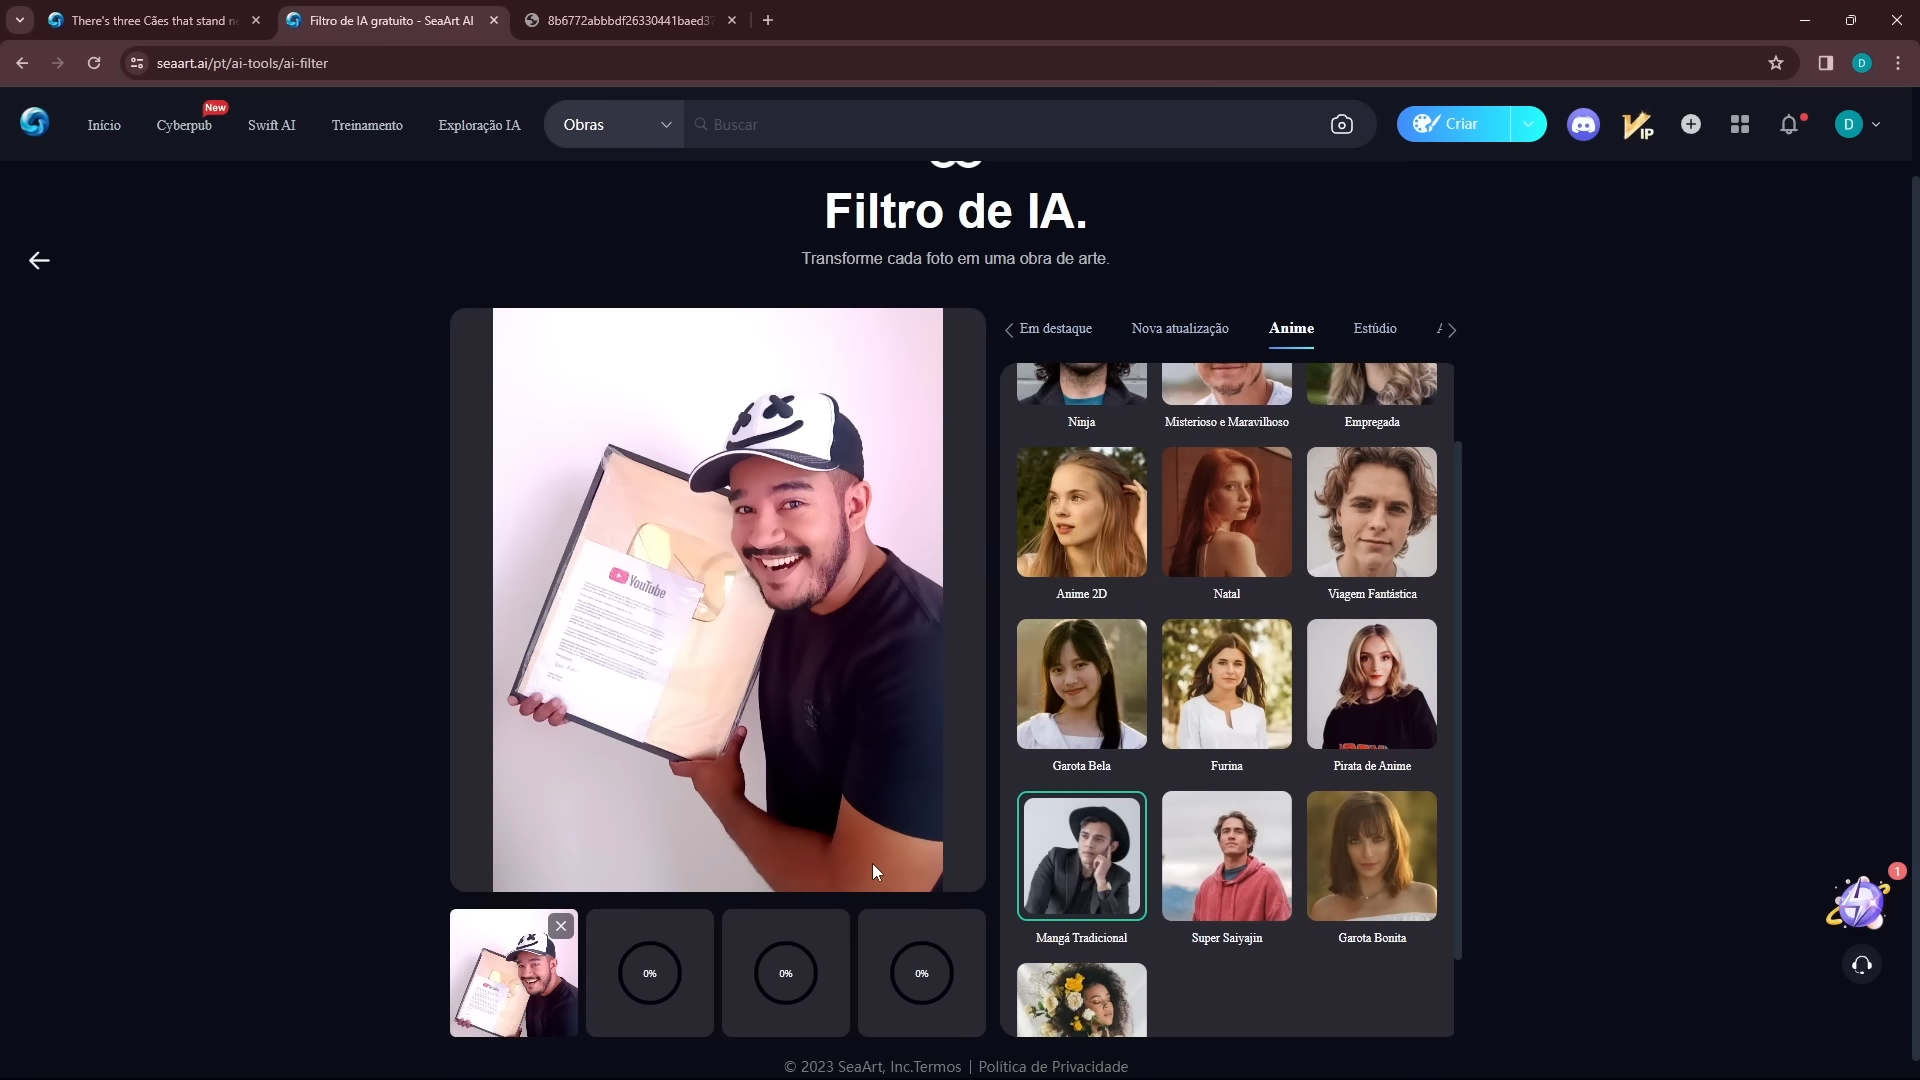 There's three Cães that stand n
Filtro de IA gratuito - SeaArt AI
8b6772abbbdf26330441baed37
seaart.ai/pt/ai-tools/ai-filter
D
Início
Cyberpub
New
Swift AI
Treinamento
Exploração IA
Obras
Buscar
Criar
VIP
D
Filtro de IA.
Transforme cada foto em uma obra de arte.
Em destaque
Nova atualização
Anime
Estúdio
YouTube
Ninja
Misterioso e Maravilhoso
Empregada
Anime 2D
Natal
Viagem Fantástica
Garota Bela
Furina
Pirata de Anime
Mangá Tradicional
Super Saiyajin
Garota Bonita
0%
0%
0%
1
© 2023 SeaArt, Inc.Termos | Política de Privacidade